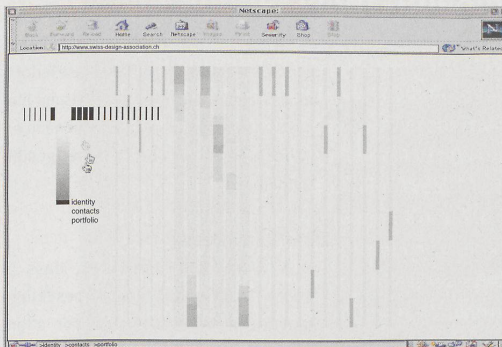 Netscape:
Back Forward Reload Home Search Netscape Images Print Security Shop Stop
Location: http://www.swiss-design-association.ch What's Related
identity
contacts
portfolio
>identity >contacts >portfolio